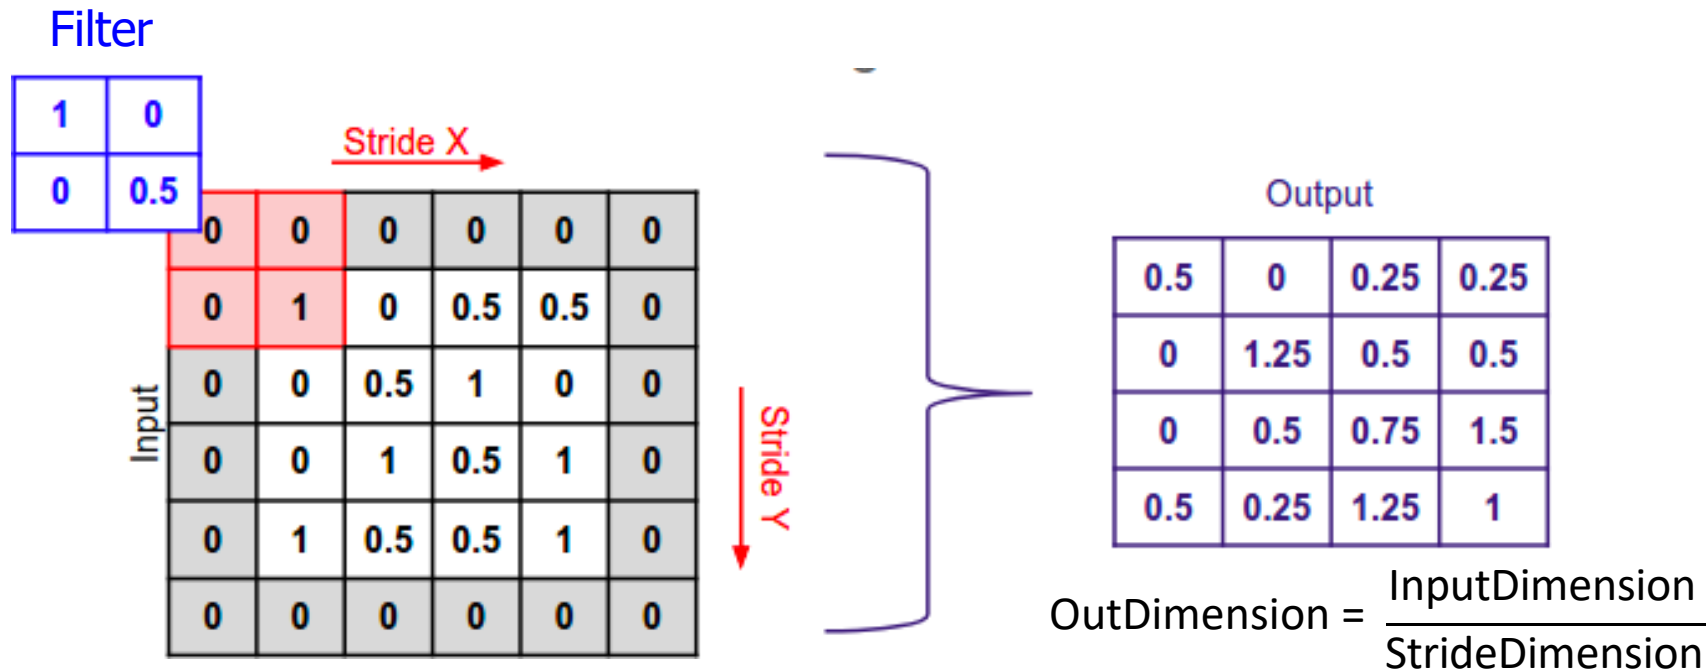 Filter
1 0
0 0.5
Stride X
Input
0 0 0 0 0 0
0 1 0 0.5 0.5 0
0 0 0.5 1 0 0
0 0 1 0.5 1 0
0 1 0.5 0.5 1 0
0 0 0 0 0 0
Stride Y
Output
0.5 0 0.25 0.25
0 1.25 0.5 0.5
0 0.5 0.75 1.5
0.5 0.25 1.25 1
OutDimension = InputDimension
StrideDimension